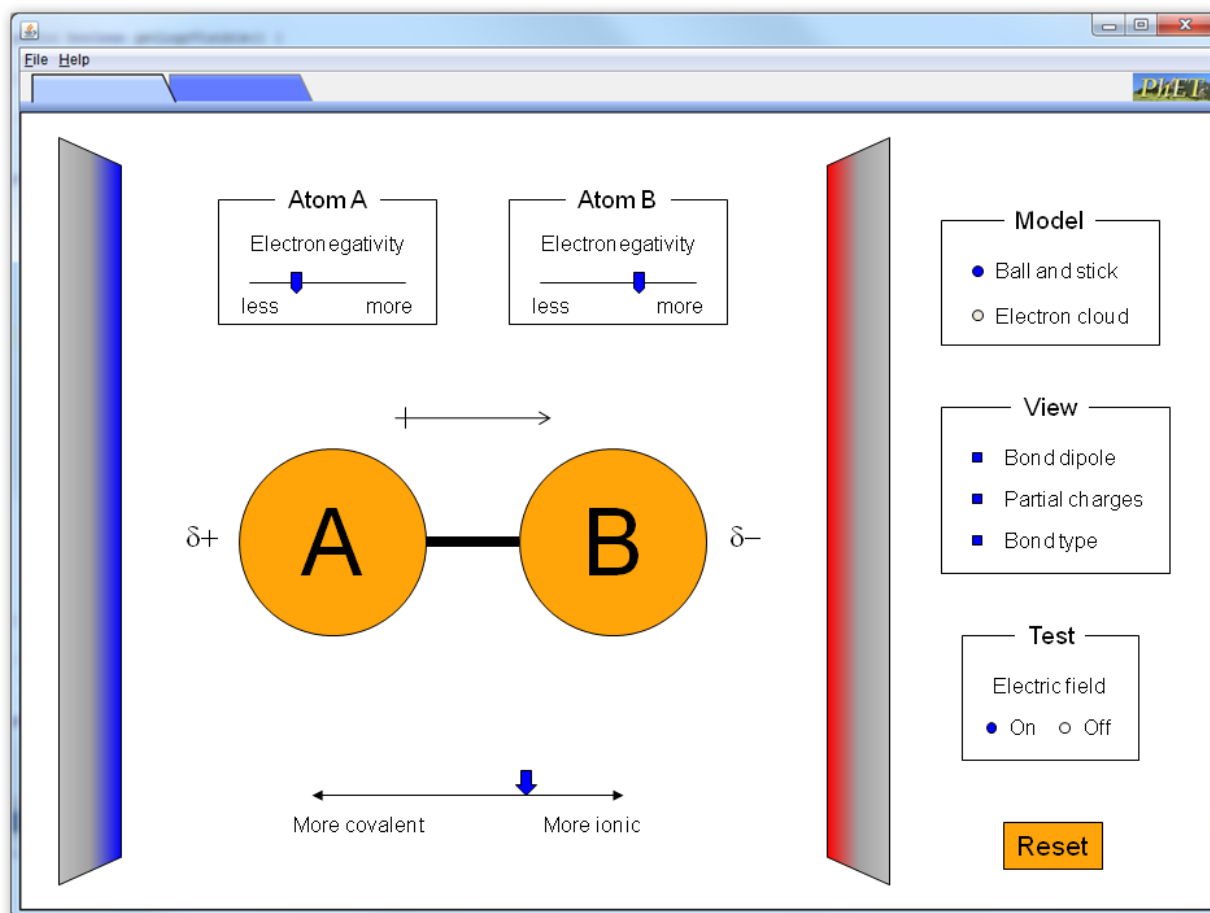 File Help
PhET
Atom A
Electronegativity
less more
Atom B
Electronegativity
less more
Model
Ball and stick
Electron cloud
View
Bond dipole
Partial charges
Bond type
δ+
A
B
δ−
Test
Electric field
On Off
More covalent
More ionic
Reset